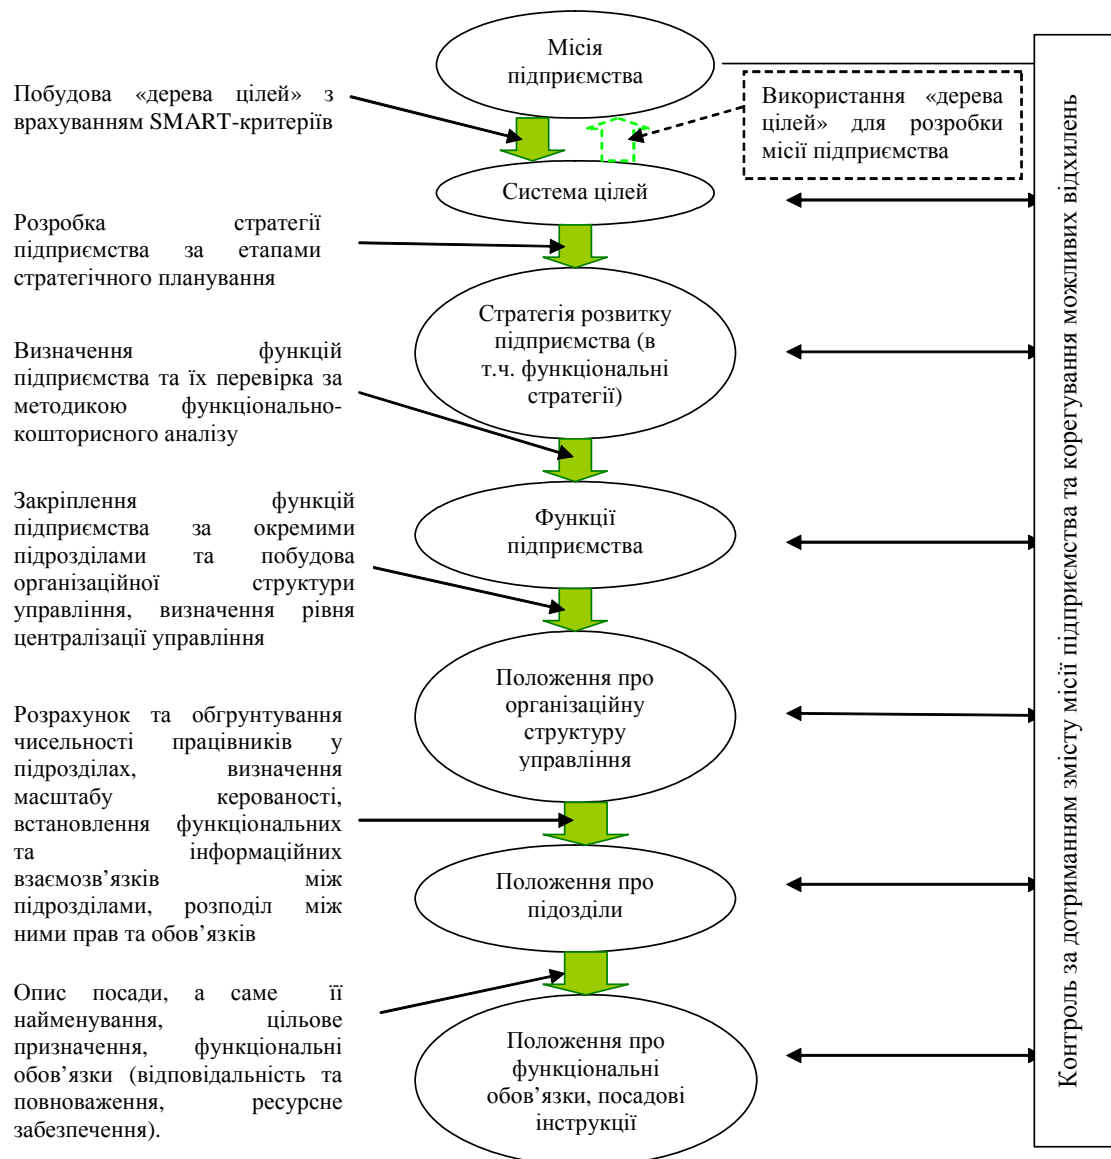 Місія
підприємства
Побудова «дерева цілей» з
врахуванням SMART-критеріїв
Використання «дерева
цілей» для розробки
місії підприємства
Система цілей
Розробка стратегії
підприємства за етапами
стратегічного планування
Стратегія розвитку
підприємства (в
т.ч. функціональні
стратегії)
Визначення функцій
підприємства та їх перевірка за
методикою функціонально-
кошторисного аналізу
Функції
підприємства
Закріплення функцій
підприємства за окремими
підрозділами та побудова
організаційної структури
управління, визначення рівня
централізації управління
Положення про
організаційну
структуру
управління
Розрахунок та обгрунтування
чисельності працівників у
підрозділах, визначення
масштабу керованості,
встановлення функціональних
та інформаційних
взаємозв’язків між
підрозділами, розподіл між
ними прав та обов’язків
Положення про
підозділи
Опис посади, а саме її
найменування, цільове
призначення, функціональні
обов’язки (відповідальність та
повноваження, ресурсне
забезпечення).
Положення про
функціональні
обов’язки, посадові
інструкції
Контроль за дотриманням змісту місії підприємства та корегування можливих відхилень